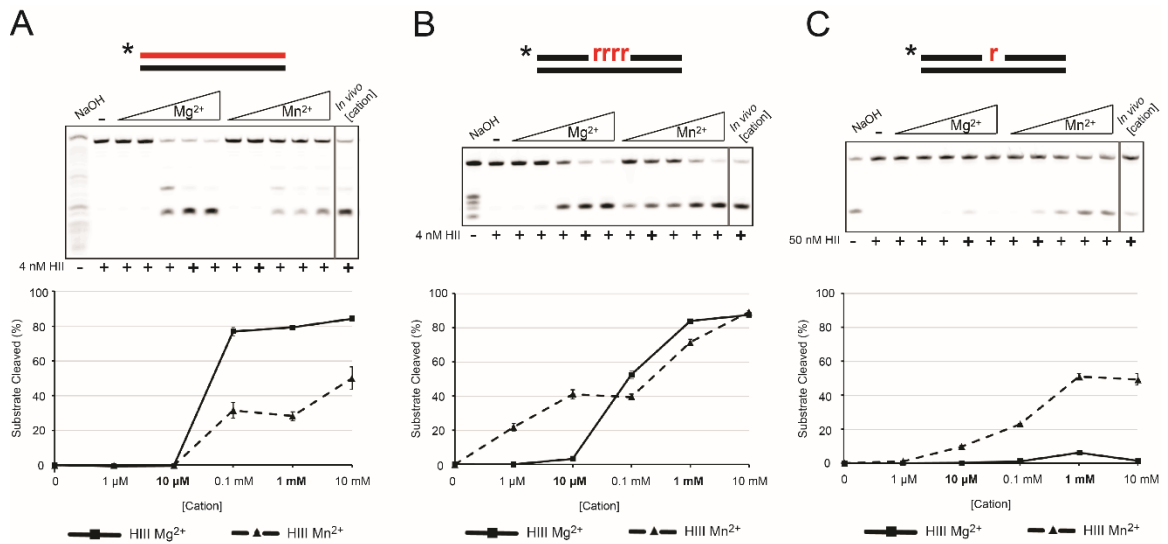 A
*
NaOH
–
Mg2+
Mn2+
In vivo
[cation]
4 nM HII
– + + + + + + + + + + +
100
80
60
40
20
0
Substrate Cleaved (%)
0 1 µM 10 µM 0.1 mM 1 mM 10 mM
[Cation]
HIII Mg2+ HIII Mn2+
B
*
rrrr
NaOH
–
Mg2+
Mn2+
In vivo
[cation]
4 nM HII
– + + + + + + + + + + +
100
80
60
40
20
0
Substrate Cleaved (%)
0 1 µM 10 µM 0.1 mM 1 mM 10 mM
[Cation]
HIII Mg2+ HIII Mn2+
C
*
r
NaOH
–
Mg2+
Mn2+
In vivo
[cation]
50 nM HII
– + + + + + + + + + + +
100
80
60
40
20
0
Substrate Cleaved (%)
0 1 µM 10 µM 0.1 mM 1 mM 10 mM
[Cation]
HIII Mg2+ HIII Mn2+